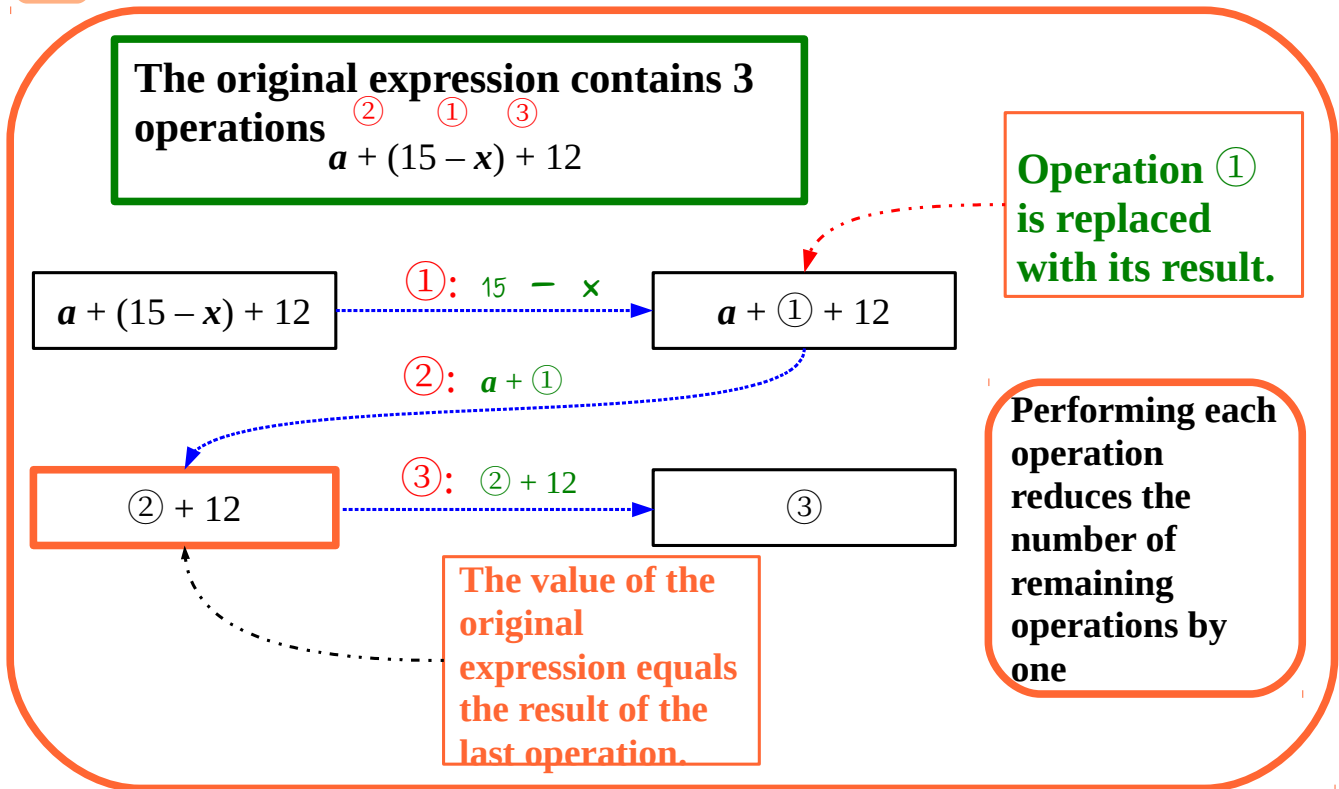 The original expression contains 3
operations
② ① ③
a + (15 – x) + 12
Operation ①
is replaced
with its result.
a + (15 – x) + 12
①: 15 – x
a + ① + 12
②: a + ①
② + 12
③: ② + 12
③
Performing each
operation
reduces the
number of
remaining
operations by
one
The value of the
original
expression equals
the result of the
last operation.